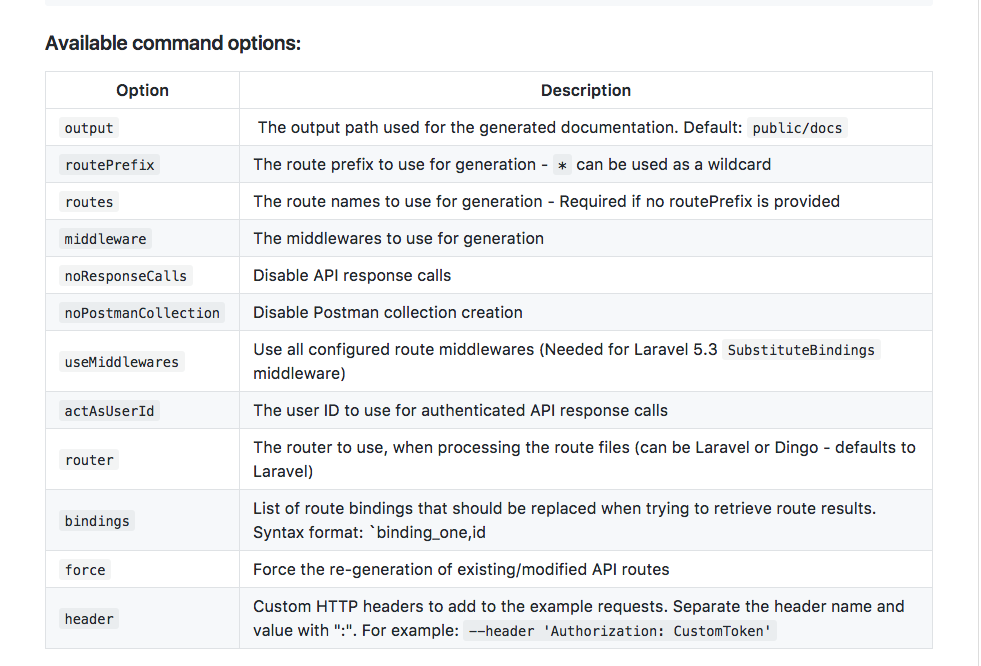 Available command options:
Option Description
output The output path used for the generated documentation. Default: public/docs
routePrefix The route prefix to use for generation - * can be used as a wildcard
routes The route names to use for generation - Required if no routePrefix is provided
middleware The middlewares to use for generation
noResponseCalls Disable API response calls
noPostmanCollection Disable Postman collection creation
useMiddlewares Use all configured route middlewares (Needed for Laravel 5.3 SubstituteBindings
middleware)
actAsUserId The user ID to use for authenticated API response calls
router The router to use, when processing the route files (can be Laravel or Dingo - defaults to
Laravel)
bindings List of route bindings that should be replaced when trying to retrieve route results.
Syntax format: `binding_one,id
force Force the re-generation of existing/modified API routes
header Custom HTTP headers to add to the example requests. Separate the header name and
value with ":". For example: --header 'Authorization: CustomToken'